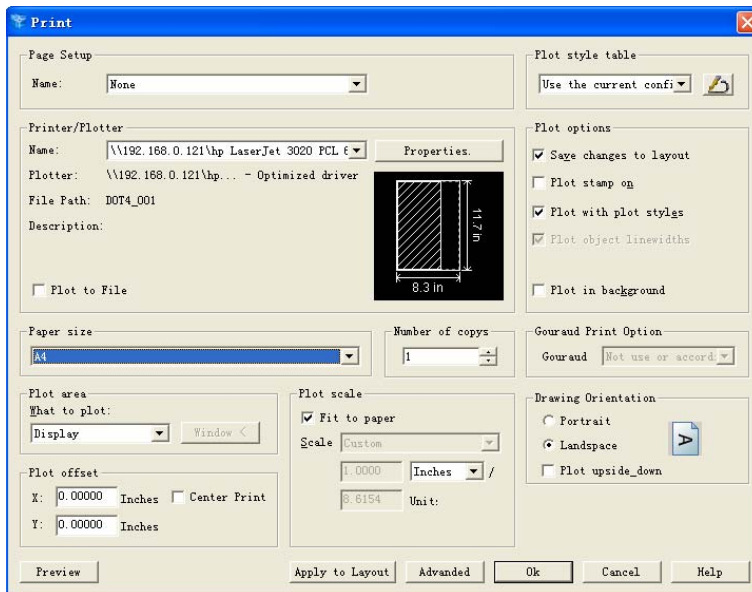 Print
Page Setup
Name: None
Plot style table
Use the current confi
Printer/Plotter
Name: \\192.168.0.121\hp LaserJet 3020 PCL 6
Properties.
Plotter: \\192.168.0.121\hp... - Optimized driver
File Path: DOT4_001
Description:
11.7 in
8.3 in
Plot to File
Plot options
Save changes to layout
Plot stamp on
Plot with plot styles
Plot object linewidths
Plot in background
Paper size
A4
Number of copys
1
Gouraud Print Option
Gouraud Not use or accord:
Plot area
What to plot:
Display Window <
Plot scale
Fit to paper
Scale Custom
1.0000 Inches /
8.6154 Unit:
Drawing Orientation
Portrait
Landspace
Plot upside_down
A
Plot offset
X: 0.00000 Inches Center Print
Y: 0.00000 Inches
Preview Apply to Layout Advanded Ok Cancel Help